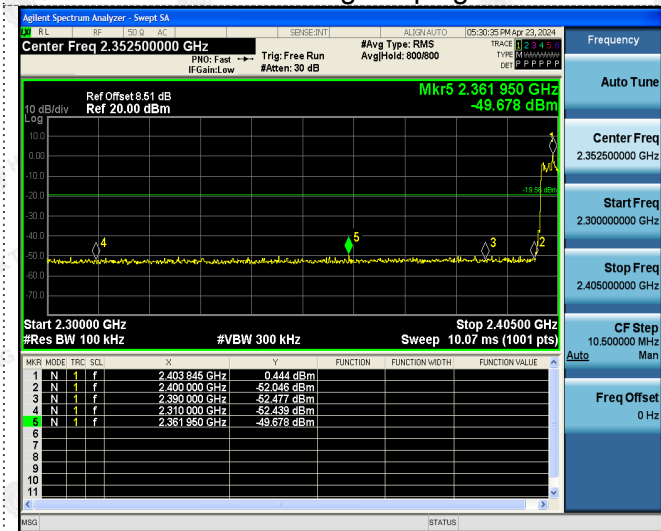 Agilent Spectrum Analyzer - Swept SA
RL RF 50 Ω AC SENSE:INT ALIGN AUTO 05:30:35 PM Apr 23, 2024
Center Freq 2.352500000 GHz
PNO: Fast
IFGain:Low
Trig: Free Run
#Atten: 30 dB
#Avg Type: RMS
Avg|Hold: 800/800
TRACE 1 2 3 4 5 6
TYPE M
DET P P P P P P
Ref Offset 8.51 dB
Ref 20.00 dBm
10 dB/div
Log
Mkr5 2.361 950 GHz
-49.678 dBm
10.0
0.00
-10.0
-20.0
-30.0
-40.0
-50.0
-60.0
-70.0
1
4
5
3
2
Start 2.30000 GHz
Stop 2.40500 GHz
#Res BW 100 kHz
#VBW 300 kHz
Sweep 10.07 ms (1001 pts)
MKR MODE TRC SCL X Y FUNCTION FUNCTION WIDTH FUNCTION VALUE
1 N 1 f 2.403 845 GHz 0.444 dBm
2 N 1 f 2.400 000 GHz -52.046 dBm
3 N 1 f 2.390 000 GHz -52.477 dBm
4 N 1 f 2.310 000 GHz -52.439 dBm
5 N 1 f 2.361 950 GHz -49.678 dBm
6
7
8
9
10
11
MSG
STATUS
Frequency
Auto Tune
Center Freq
2.352500000 GHz
Start Freq
2.300000000 GHz
Stop Freq
2.405000000 GHz
CF Step
10.500000 MHz
Auto Man
Freq Offset
0 Hz